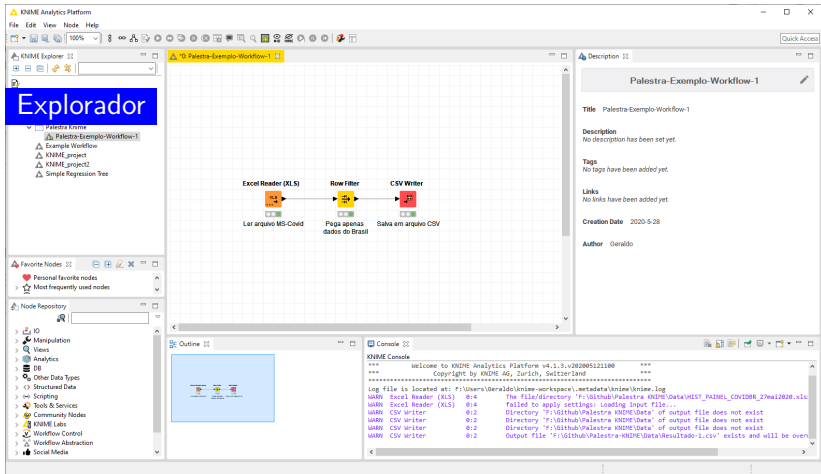 KNIME Analytics Platform
File Edit View Node Help
100%
Quick Access
KNIME Explorer
Explorador
Palestra Knime
Palestra-Exemplo-Workflow-1
Example Workflow
KNIME_project
KNIME_project2
Simple Regression Tree
Favorite Nodes
Personal favorite nodes
Most frequently used nodes
Node Repository
IO
Manipulation
Views
Analytics
DB
Other Data Types
Structured Data
Scripting
Tools & Services
Community Nodes
KNIME Labs
Workflow Control
Workflow Abstraction
Social Media
*0: Palestra-Exemplo-Workflow-1
Excel Reader (XLS) Row Filter CSV Writer
XLS
Ler arquivo MS-Covid Pega apenas Salva em arquivo CSV
dados do Brasil
Outline
Console
KNIME Console
*** Welcome to KNIME Analytics Platform v4.1.3.v202005121100 ***
*** Copyright by KNIME AG, Zurich, Switzerland ***
Log file is located at: F:\Users\Geraldo\knime-workspace\.metadata\knime\knime.log
WARN Excel Reader (XLS) 0:4 The file/directory 'F:\Github\Palestra KNIME\Data\HIST_PAINEL_COVIDBR_27mai2020.xls
WARN Excel Reader (XLS) 0:4 failed to apply settings: Loading input file...
WARN CSV Writer 0:2 Directory 'F:\Github\Palestra KNIME\Data' of output file does not exist
WARN CSV Writer 0:2 Directory 'F:\Github\Palestra KNIME\Data' of output file does not exist
WARN CSV Writer 0:2 Directory 'F:\Github\Palestra KNIME\Data' of output file does not exist
WARN CSV Writer 0:2 Output file 'F:\Github\Palestra-KNIME\Data\Resultado-1.csv' exists and will be over
Description
Palestra-Exemplo-Workflow-1
Title Palestra-Exemplo-Workflow-1
Description
No description has been set yet.
Tags
No tags have been added yet.
Links
No links have been added yet.
Creation Date 2020-5-28
Author Geraldo